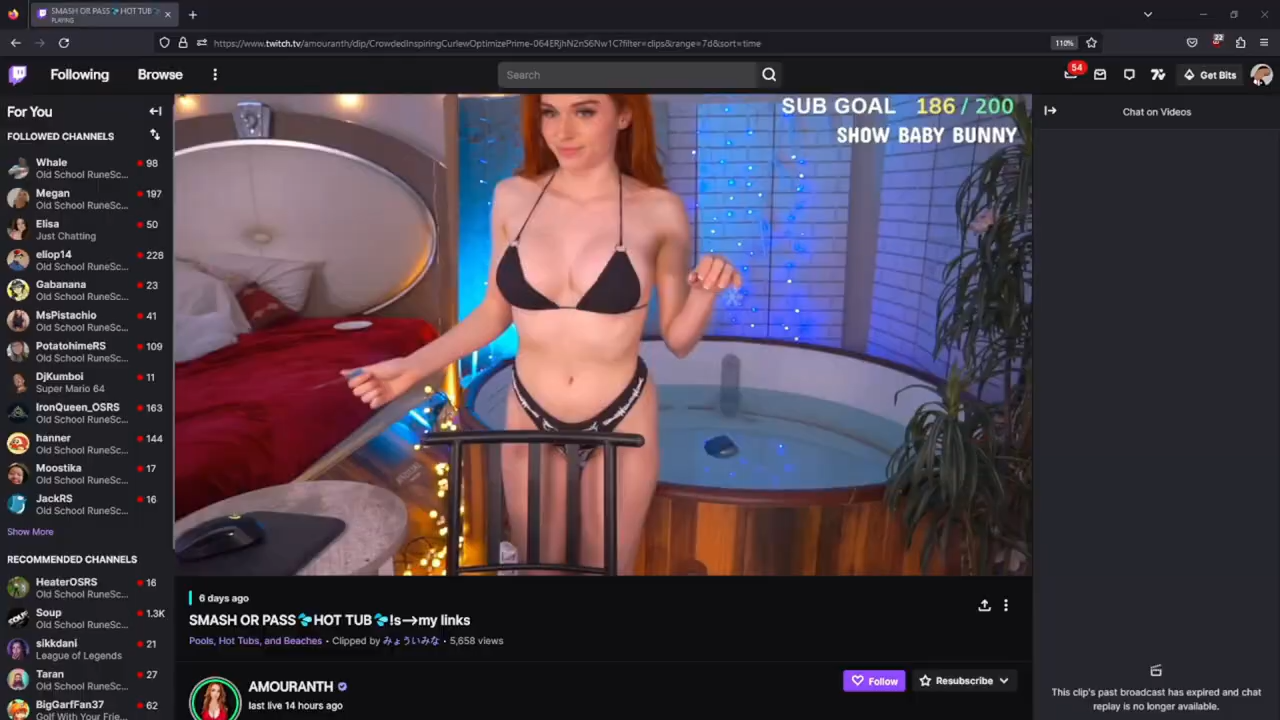 SMASH OR PASS HOT TUB
PLAYING
https://www.twitch.tv/amouranth/clip/CrowdedInspiringCurlewOptimizePrime-064ERjhN2nS6Nw1C?filter=clips&range=7d&sort=time
110%
22
Following
Browse
Search
54
Get Bits
For You
FOLLOWED CHANNELS
Whale
98
Old School RuneSc...
Megan
197
Old School RuneSc...
Elisa
50
Just Chatting
eliop14
228
Old School RuneSc...
Gabanana
23
Old School RuneSc...
MsPistachio
41
Old School RuneSc...
PotatohimeRS
109
Old School RuneSc...
DjKumboi
11
Super Mario 64
IronQueen_OSRS
163
Old School RuneSc...
hanner
144
Old School RuneSc...
Moostika
17
Old School RuneSc...
JackRS
16
Old School RuneSc...
Show More
RECOMMENDED CHANNELS
HeaterOSRS
16
Old School RuneSc...
Soup
1.3K
Old School RuneSc...
sikkdani
21
League of Legends
Taran
27
Old School RuneSc...
BigGarfFan37
62
Golf With Your Frie...
SUB GOAL 186 / 200
SHOW BABY BUNNY
6 days ago
SMASH OR PASS HOT TUB !s→my links
Pools, Hot Tubs, and Beaches • Clipped by みょういみな • 5,658 views
AMOURANTH
last live 14 hours ago
Follow
Resubscribe
Chat on Videos
This clip's past broadcast has expired and chat
replay is no longer available.